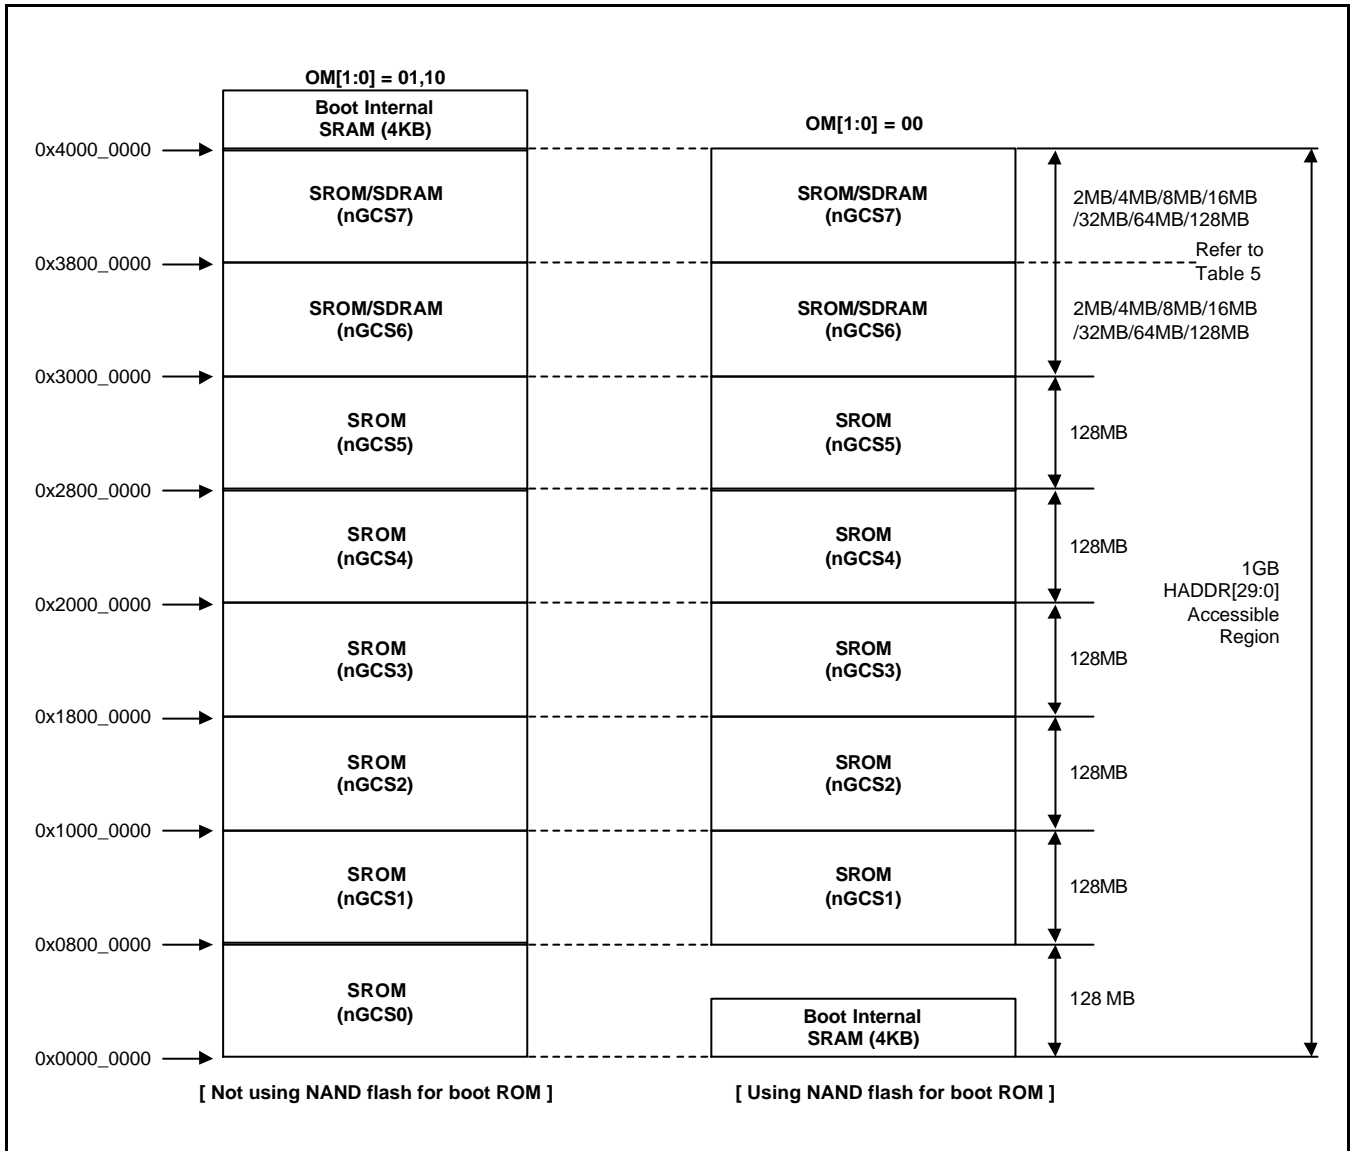 OM[1:0] = 01,10
Boot Internal
SRAM (4KB)
OM[1:0] = 00
0x4000_0000
SROM/SDRAM
(nGCS7)
SROM/SDRAM
(nGCS7)
2MB/4MB/8MB/16MB
/32MB/64MB/128MB
0x3800_0000
Refer to
Table 5
SROM/SDRAM
(nGCS6)
SROM/SDRAM
(nGCS6)
2MB/4MB/8MB/16MB
/32MB/64MB/128MB
0x3000_0000
SROM
(nGCS5)
SROM
(nGCS5)
128MB
0x2800_0000
SROM
(nGCS4)
SROM
(nGCS4)
128MB
1GB
HADDR[29:0]
Accessible
Region
0x2000_0000
SROM
(nGCS3)
SROM
(nGCS3)
128MB
0x1800_0000
SROM
(nGCS2)
SROM
(nGCS2)
128MB
0x1000_0000
SROM
(nGCS1)
SROM
(nGCS1)
128MB
0x0800_0000
SROM
(nGCS0)
Boot Internal
SRAM (4KB)
128 MB
0x0000_0000
[ Not using NAND flash for boot ROM ]
[ Using NAND flash for boot ROM ]